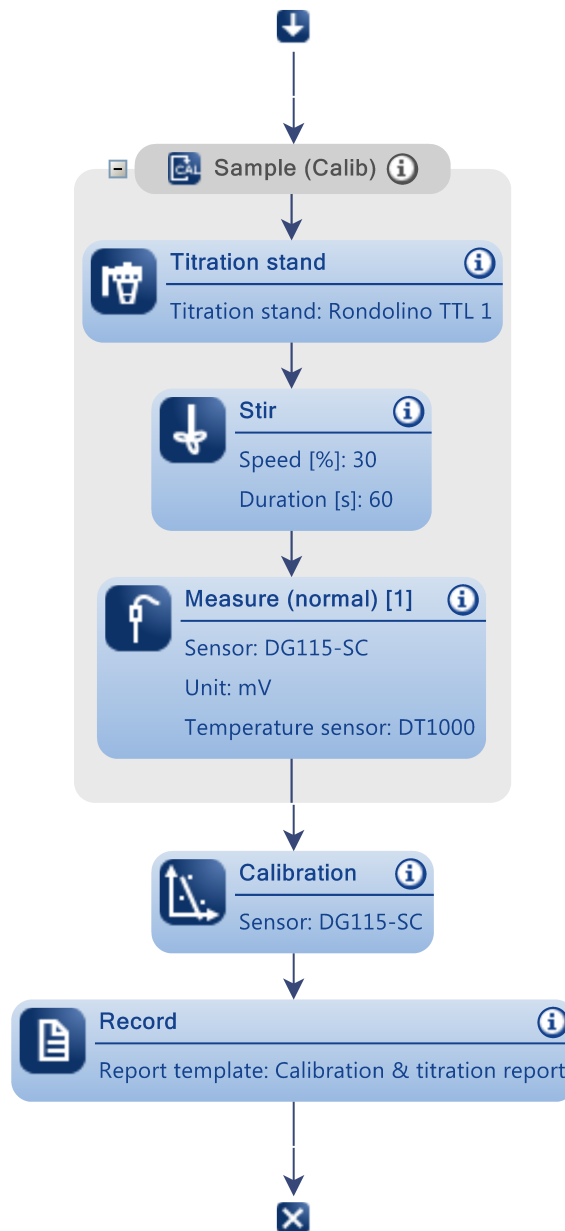 CAL
Sample (Calib)
Titration stand
Titration stand: Rondolino TTL 1
Stir
Speed [%]: 30
Duration [s]: 60
Measure (normal) [1]
Sensor: DG115-SC
Unit: mV
Temperature sensor: DT1000
Calibration
Sensor: DG115-SC
Record
Report template: Calibration & titration report